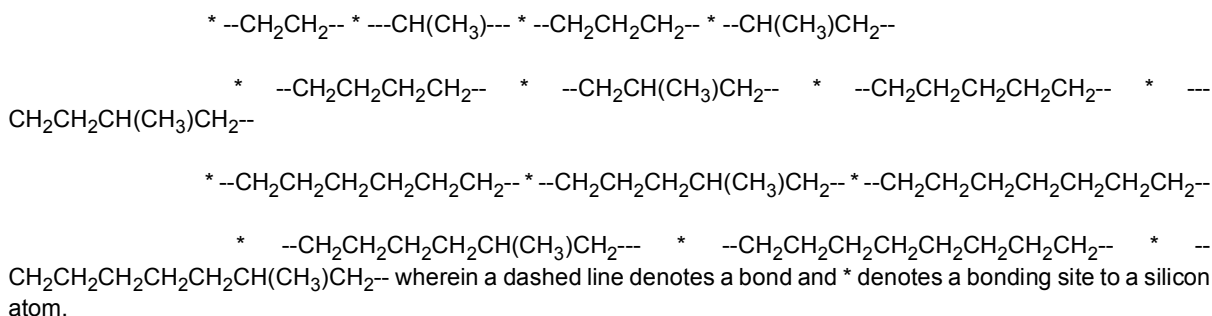 * --CH₂CH₂-- * ---CH(CH₃)--- * --CH₂CH₂CH₂-- * --CH(CH₃)CH₂--
* --CH₂CH₂CH₂CH₂-- * --CH₂CH(CH₃)CH₂-- * --CH₂CH₂CH₂CH₂CH₂-- * ---
CH₂CH₂CH(CH₃)CH₂--
* --CH₂CH₂CH₂CH₂CH₂CH₂-- * --CH₂CH₂CH₂CH(CH₃)CH₂-- * --CH₂CH₂CH₂CH₂CH₂CH₂CH₂--
* --CH₂CH₂CH₂CH₂CH(CH₃)CH₂--- * --CH₂CH₂CH₂CH₂CH₂CH₂CH₂CH₂-- * --
CH₂CH₂CH₂CH₂CH₂CH(CH₃)CH₂-- wherein a dashed line denotes a bond and * denotes a bonding site to a silicon
atom.